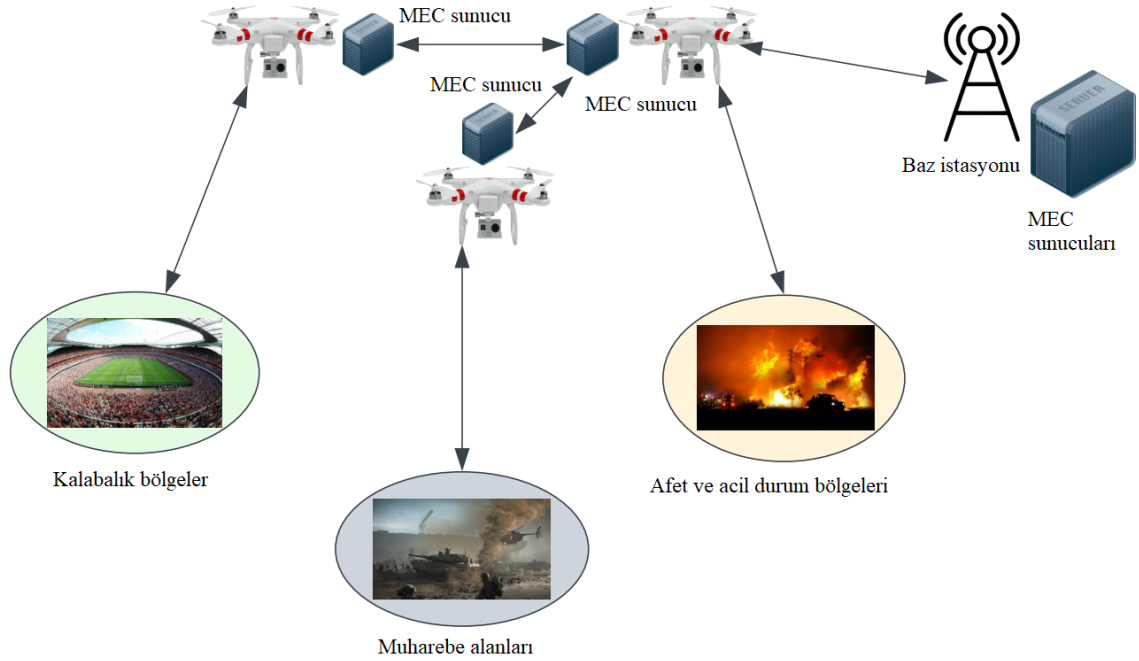 MEC sunucu
MEC sunucu
MEC sunucu
SERVER
Baz istasyonu
MEC
sunucuları
Kalabalık bölgeler
Afet ve acil durum bölgeleri
Muharebe alanları